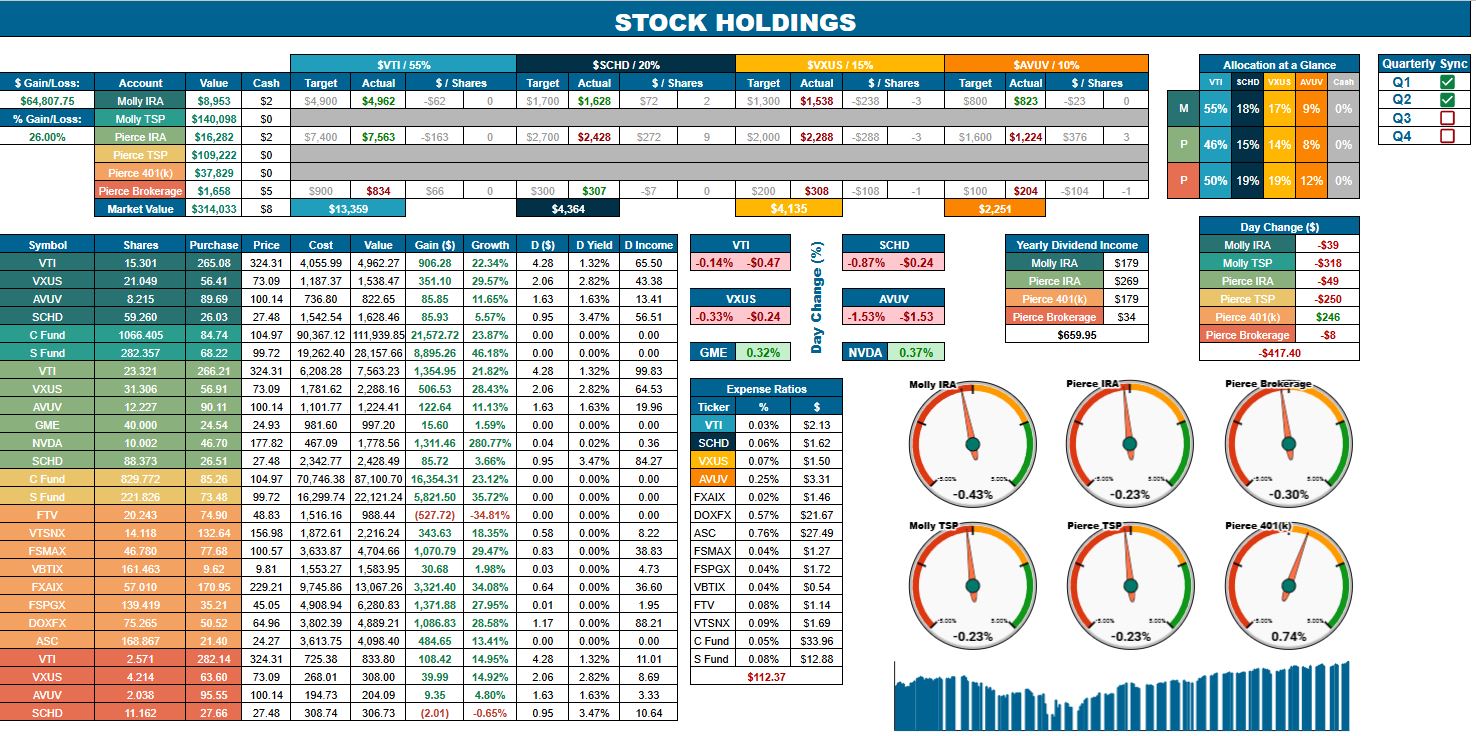 STOCK HOLDINGS
$VTI / 55% $SCHD / 20% $VXUS / 15% $AVUV / 10% Allocation at a Glance Quarterly Sync
$ Gain/Loss: Account Value Cash Target Actual $ / Shares Target Actual $ / Shares Target Actual $ / Shares Target Actual $ / Shares VTI SCHD VXUS AVUV Cash Q1
$64,807.75 Molly IRA $8,953 $2 $4,900 $4,962 -$62 0 $1,700 $1,628 $72 2 $1,300 $1,538 -$238 -3 $800 $823 -$23 0 M 55% 18% 17% 9% 0% Q2
% Gain/Loss: Molly TSP $140,098 $0 Q3
26.00% Pierce IRA $16,282 $2 $7,400 $7,563 -$163 0 $2,700 $2,428 $272 9 $2,000 $2,288 -$288 -3 $1,600 $1,224 $376 3 P 46% 15% 14% 8% 0% Q4
Pierce TSP $109,222 $0
Pierce 401(k) $37,829 $0
Pierce Brokerage $1,658 $5 $900 $834 $66 0 $300 $307 -$7 0 $200 $308 -$108 -1 $100 $204 -$104 -1 P 50% 19% 19% 12% 0%
Market Value $314,033 $8 $13,359 $4,364 $4,135 $2,251
Symbol Shares Purchase Price Cost Value Gain ($) Growth D ($) D Yield D Income
VTI 15.301 265.08 324.31 4,055.99 4,962.27 906.28 22.34% 4.28 1.32% 65.50
VXUS 21.049 56.41 73.09 1,187.37 1,538.47 351.10 29.57% 2.06 2.82% 43.38
AVUV 8.215 89.69 100.14 736.80 822.65 85.85 11.65% 1.63 1.63% 13.41
SCHD 59.260 26.03 27.48 1,542.54 1,628.46 85.93 5.57% 0.95 3.47% 56.51
C Fund 1066.405 84.74 104.97 90,367.12 111,939.85 21,572.72 23.87% 0.00 0.00% 0.00
S Fund 282.357 68.22 99.72 19,262.40 28,157.66 8,895.26 46.18% 0.00 0.00% 0.00
VTI 23.321 266.21 324.31 6,208.28 7,563.23 1,354.95 21.82% 4.28 1.32% 99.83
VXUS 31.306 56.91 73.09 1,781.62 2,288.16 506.53 28.43% 2.06 2.82% 64.53
AVUV 12.227 90.11 100.14 1,101.77 1,224.41 122.64 11.13% 1.63 1.63% 19.96
GME 40.000 24.54 24.93 981.60 997.20 15.60 1.59% 0.00 0.00% 0.00
NVDA 10.002 46.70 177.82 467.09 1,778.56 1,311.46 280.77% 0.04 0.02% 0.36
SCHD 88.373 26.51 27.48 2,342.77 2,428.49 85.72 3.66% 0.95 3.47% 84.27
C Fund 829.772 85.26 104.97 70,746.38 87,100.70 16,354.31 23.12% 0.00 0.00% 0.00
S Fund 221.826 73.48 99.72 16,299.74 22,121.24 5,821.50 35.72% 0.00 0.00% 0.00
FTV 20.243 74.90 48.83 1,516.16 988.44 (527.72) -34.81% 0.00 0.00% 0.00
VTSNX 14.118 132.64 156.98 1,872.61 2,216.24 343.63 18.35% 0.58 0.00% 8.22
FSMAX 46.780 77.68 100.57 3,633.87 4,704.66 1,070.79 29.47% 0.83 0.00% 38.83
VBTIX 161.463 9.62 9.81 1,553.27 1,583.95 30.68 1.98% 0.03 0.00% 4.73
FXAIX 57.010 170.95 229.21 9,745.86 13,067.26 3,321.40 34.08% 0.64 0.00% 36.60
FSPGX 139.419 35.21 45.05 4,908.94 6,280.83 1,371.88 27.95% 0.01 0.00% 1.95
DOXFX 75.265 50.52 64.96 3,802.39 4,889.21 1,086.83 28.58% 1.17 0.00% 88.21
ASC 168.867 21.40 24.27 3,613.75 4,098.40 484.65 13.41% 0.00 0.00% 0.00
VTI 2.571 282.14 324.31 725.38 833.80 108.42 14.95% 4.28 1.32% 11.01
VXUS 4.214 63.60 73.09 268.01 308.00 39.99 14.92% 2.06 2.82% 8.69
AVUV 2.038 95.55 100.14 194.73 204.09 9.35 4.80% 1.63 1.63% 3.33
SCHD 11.162 27.66 27.48 308.74 306.73 (2.01) -0.65% 0.95 3.47% 10.64
VTI SCHD
-0.14% -$0.47 -0.87% -$0.24
VXUS AVUV
-0.33% -$0.24 -1.53% -$1.53
GME 0.32% NVDA 0.37%
Day Change (%)
Expense Ratios
Ticker % $
VTI 0.03% $2.13
SCHD 0.06% $1.62
VXUS 0.07% $1.50
AVUV 0.25% $3.31
FXAIX 0.02% $1.46
DOXFX 0.57% $21.67
ASC 0.76% $27.49
FSMAX 0.04% $1.27
FSPGX 0.04% $1.72
VBTIX 0.04% $0.54
FTV 0.08% $1.14
VTSNX 0.09% $1.69
C Fund 0.05% $33.96
S Fund 0.08% $12.88
$112.37
Yearly Dividend Income
Molly IRA $179
Pierce IRA $269
Pierce 401(k) $179
Pierce Brokerage $34
$659.95
Day Change ($)
Molly IRA -$39
Molly TSP -$318
Pierce IRA -$49
Pierce TSP -$250
Pierce 401(k) $246
Pierce Brokerage -$8
-$417.40
Molly IRA Pierce IRA Pierce Brokerage
-5.00% 5.00% -5.00% 5.00% -5.00% 5.00%
-0.43% -0.23% -0.30%
Molly TSP Pierce TSP Pierce 401(k)
-5.00% 5.00% -5.00% 5.00% -5.00% 5.00%
-0.23% -0.23% 0.74%